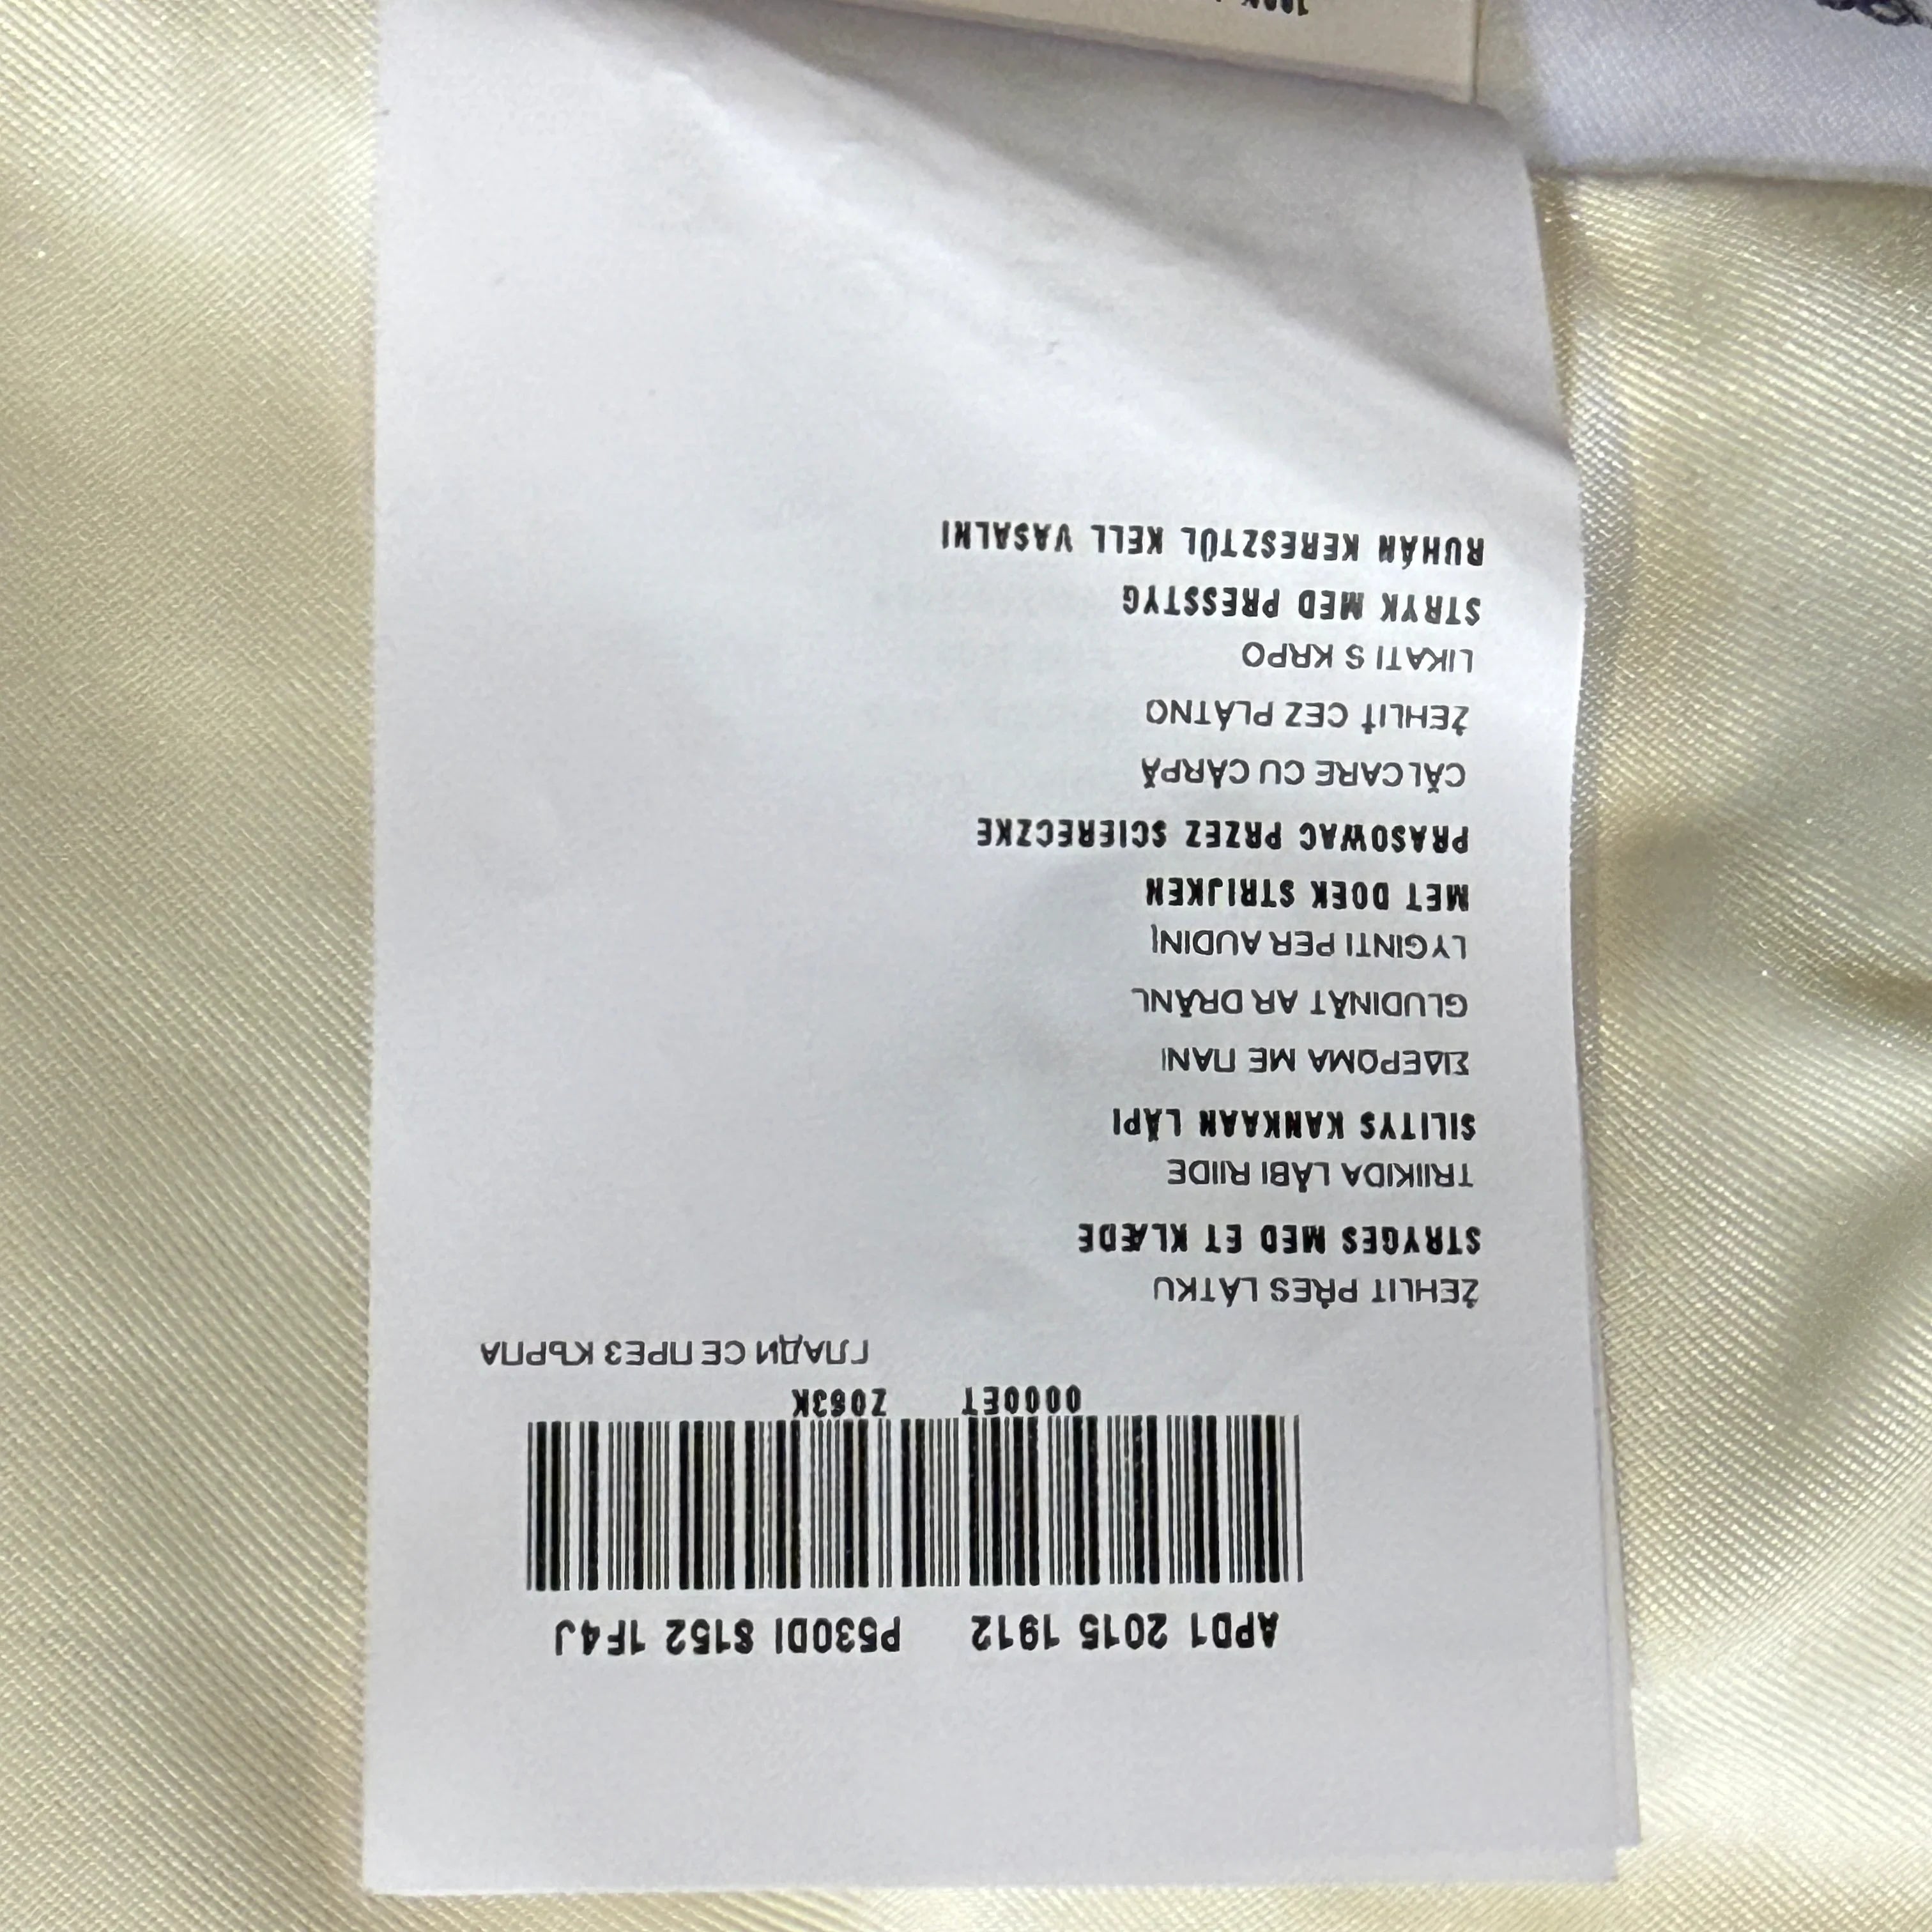 APD1 2015 1912 P530DI 8152 1F4J
0000ET Z063K
ГЛАДИ СЕ ПРЕЗ КЪРПА
ŽEHLIT PŘES LÁTKU
STRYGES MED ET KLÆDE
TRIIKIDA LÄBI RIIDE
SILITYS KANKAAN LÄPI
ΣΙΔΕΡΩΜΑ ΜΕ ΠΑΝΙ
GLUDINĀT AR DRĀNL
LYGINTI PER AUDINĮ
MET DOEK STRIJKEN
PRASOWAC PRZEZ SCIERECZKE
CĂLCARE CU CÂRPĂ
ŽEHLIŤ CEZ PLÁTNO
LIKATI S KRPO
STRYK MED PRESSTYG
RUHÁN KERESZTÜL KELL VASALNI